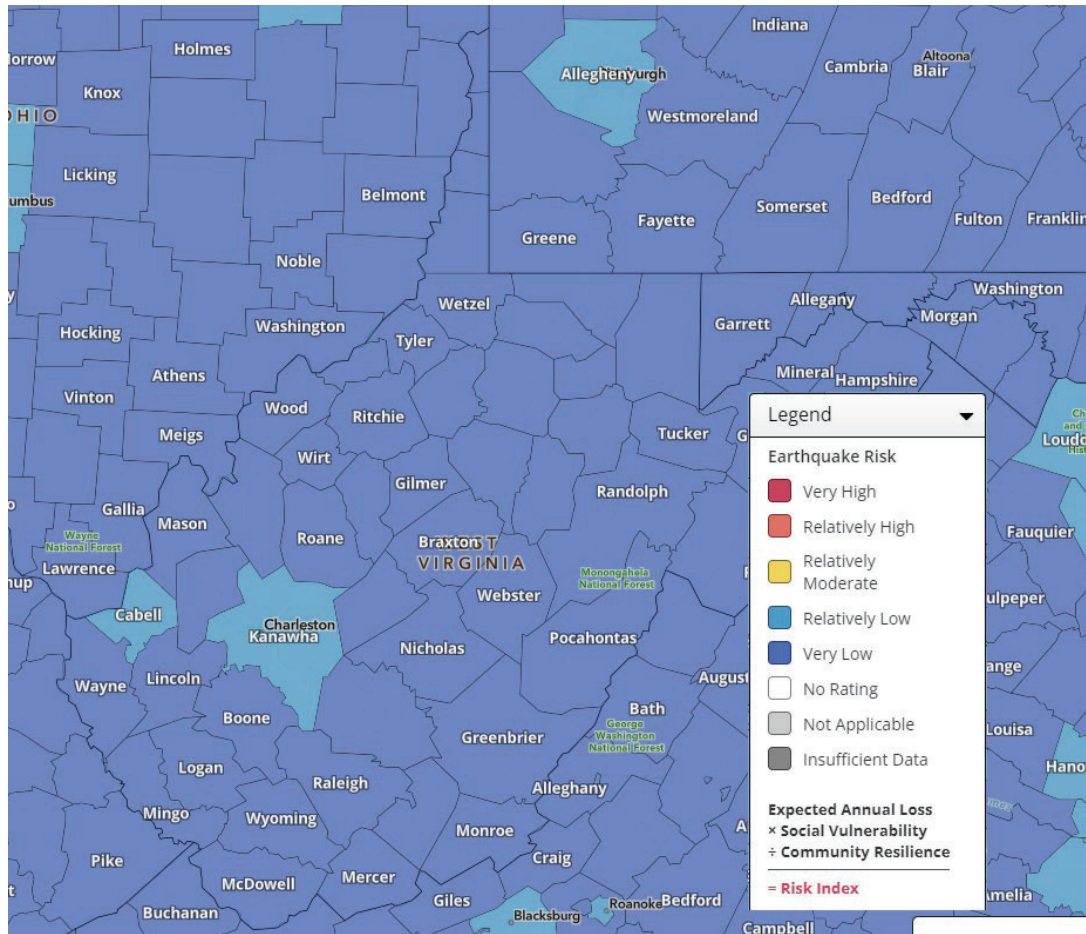 Indiana
Holmes
Altoona
Allegheny
Cambria
Blair
Knox
Westmoreland
OHIO
Licking
Belmont
Bedford
Somerset
Fayette
Fulton
Franklin
Greene
Noble
Washington
Wetzel
Allegany
Morgan
Washington
Garrett
Hocking
Tyler
Athens
Mineral
Hampshire
Vinton
Wood
Ritchie
Meigs
Tucker
Wirt
Gilmer
Randolph
Gallia
Mason
Roane
Fauquier
Wayne
National Forest
Braxton
VIRGINIA
Lawrence
Monongahela
National Forest
Webster
Cabell
Charleston
Kanawha
Pocahontas
Nicholas
Wayne
Lincoln
Bath
Boone
George
Washington
National Forest
Greenbrier
Logan
Raleigh
Alleghany
Mingo
Wyoming
Monroe
Craig
Pike
McDowell
Mercer
Giles
Roanoke
Bedford
Buchanan
Blacksburg
Campbell
Louisa
Amelia
Legend
Earthquake Risk
Very High
Relatively High
Relatively
Moderate
Relatively Low
Very Low
No Rating
Not Applicable
Insufficient Data
Expected Annual Loss
× Social Vulnerability
÷ Community Resilience
= Risk Index